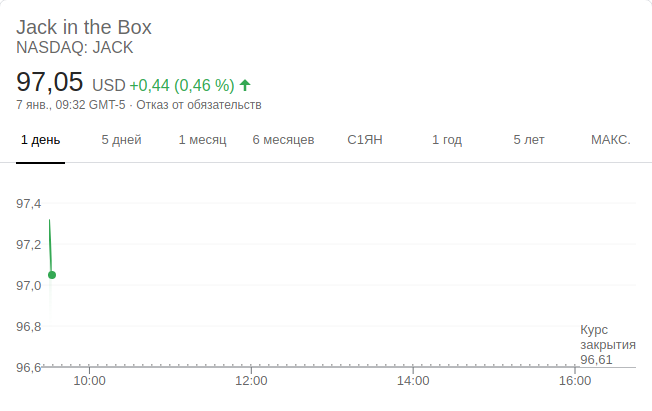 Jack in the Box
NASDAQ: JACK
97,05 USD +0,44 (0,46 %)
7 янв., 09:32 GMT-5 · Отказ от обязательств
1 день 5 дней 1 месяц 6 месяцев С1ЯН 1 год 5 лет МАКС.
97,4
97,2
97,0
96,8
96,6
Курс
закрытия
96,61
10:00 12:00 14:00 16:00